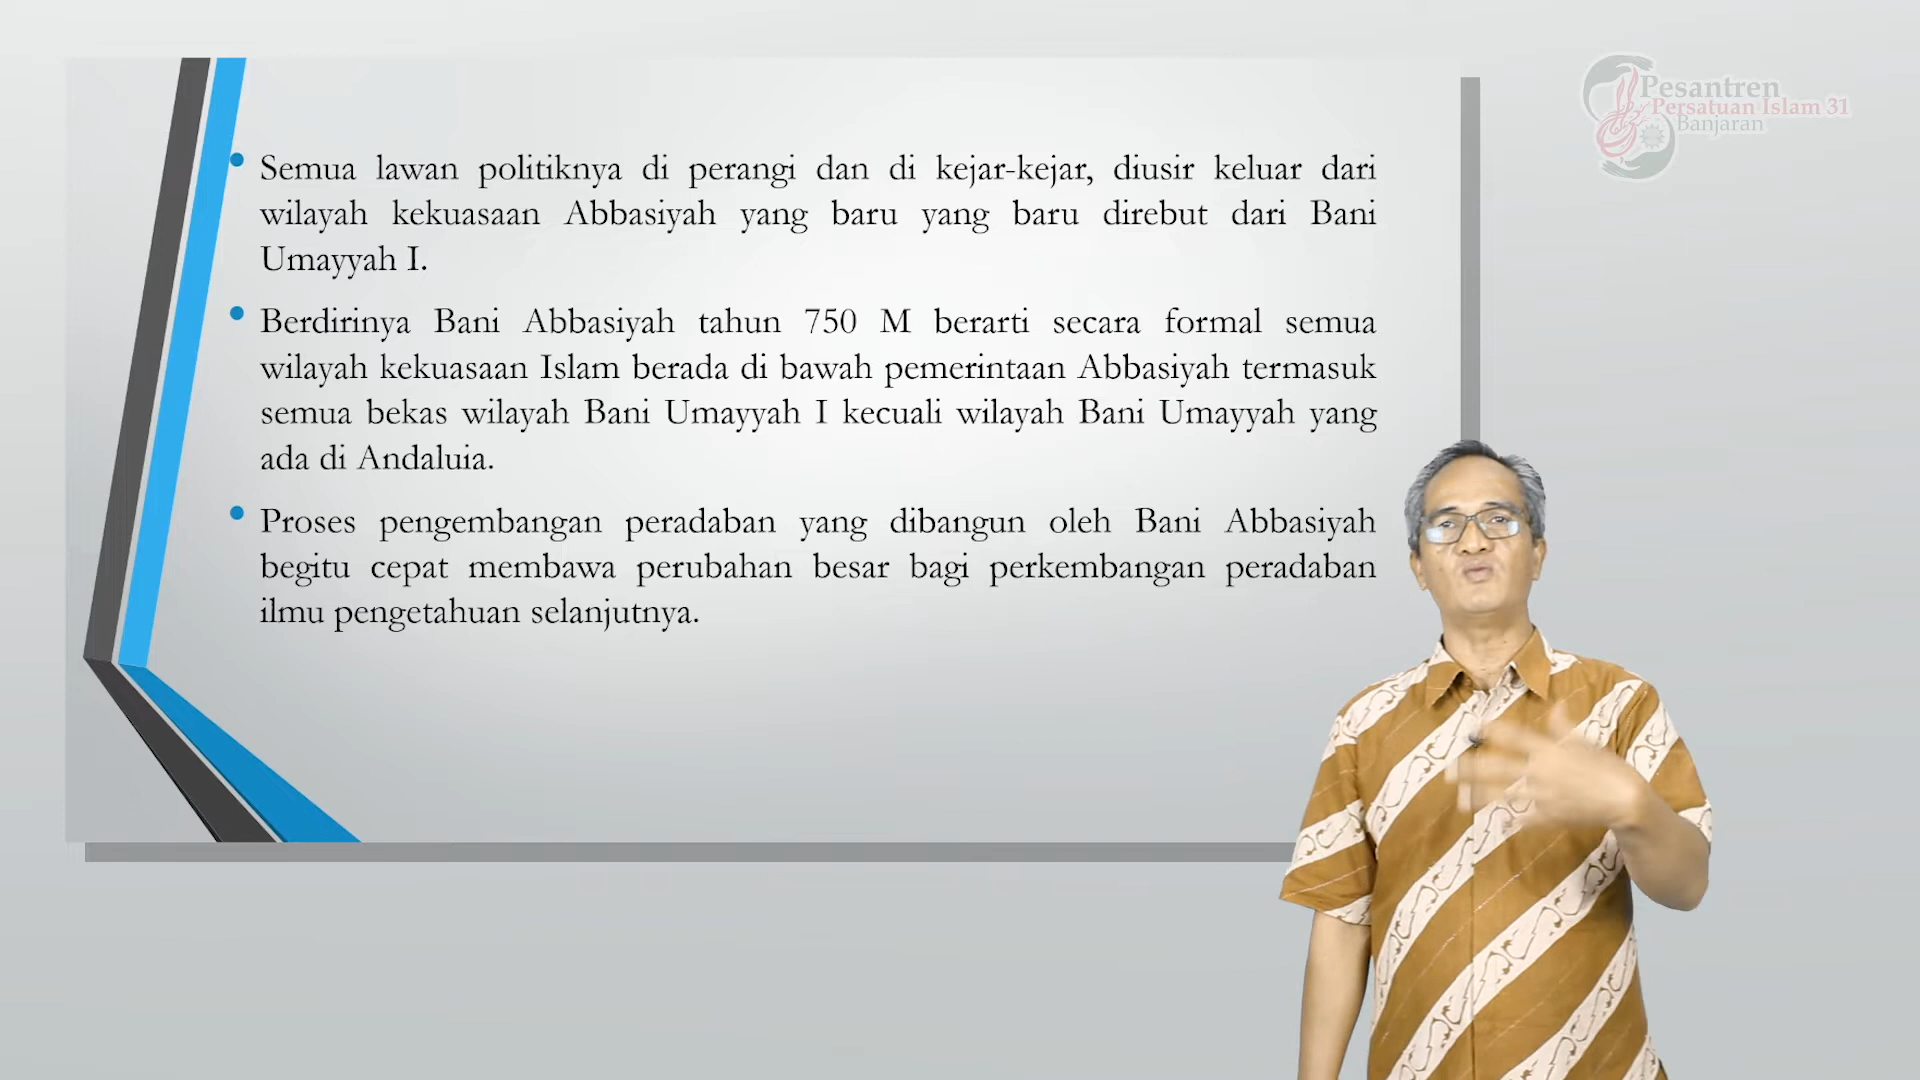 Pesantren
Persatuan Islam 31
Banjaran
Semua lawan politiknya di perangi dan di kejar-kejar, diusir keluar dari
wilayah kekuasaan Abbasiyah yang baru yang baru direbut dari Bani
Umayyah I.
Berdirinya Bani Abbasiyah tahun 750 M berarti secara formal semua
wilayah kekuasaan Islam berada di bawah pemerintaan Abbasiyah termasuk
semua bekas wilayah Bani Umayyah I kecuali wilayah Bani Umayyah yang
ada di Andaluia.
Proses pengembangan peradaban yang dibangun oleh Bani Abbasiyah
begitu cepat membawa perubahan besar bagi perkembangan peradaban
ilmu pengetahuan selanjutnya.